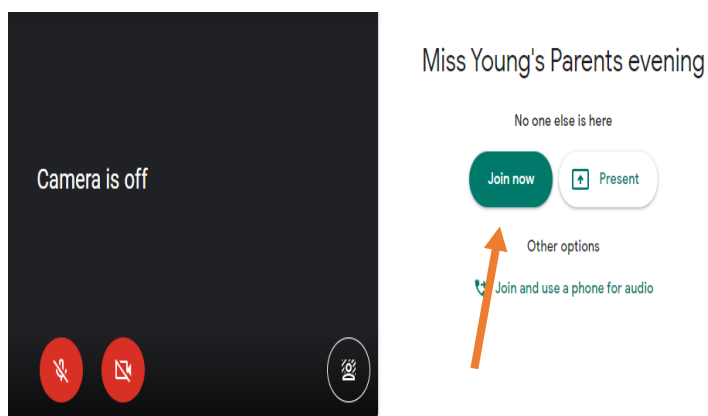 Camera is off
Miss Young's Parents evening
No one else is here
Join now
Present
Other options
Join and use a phone for audio